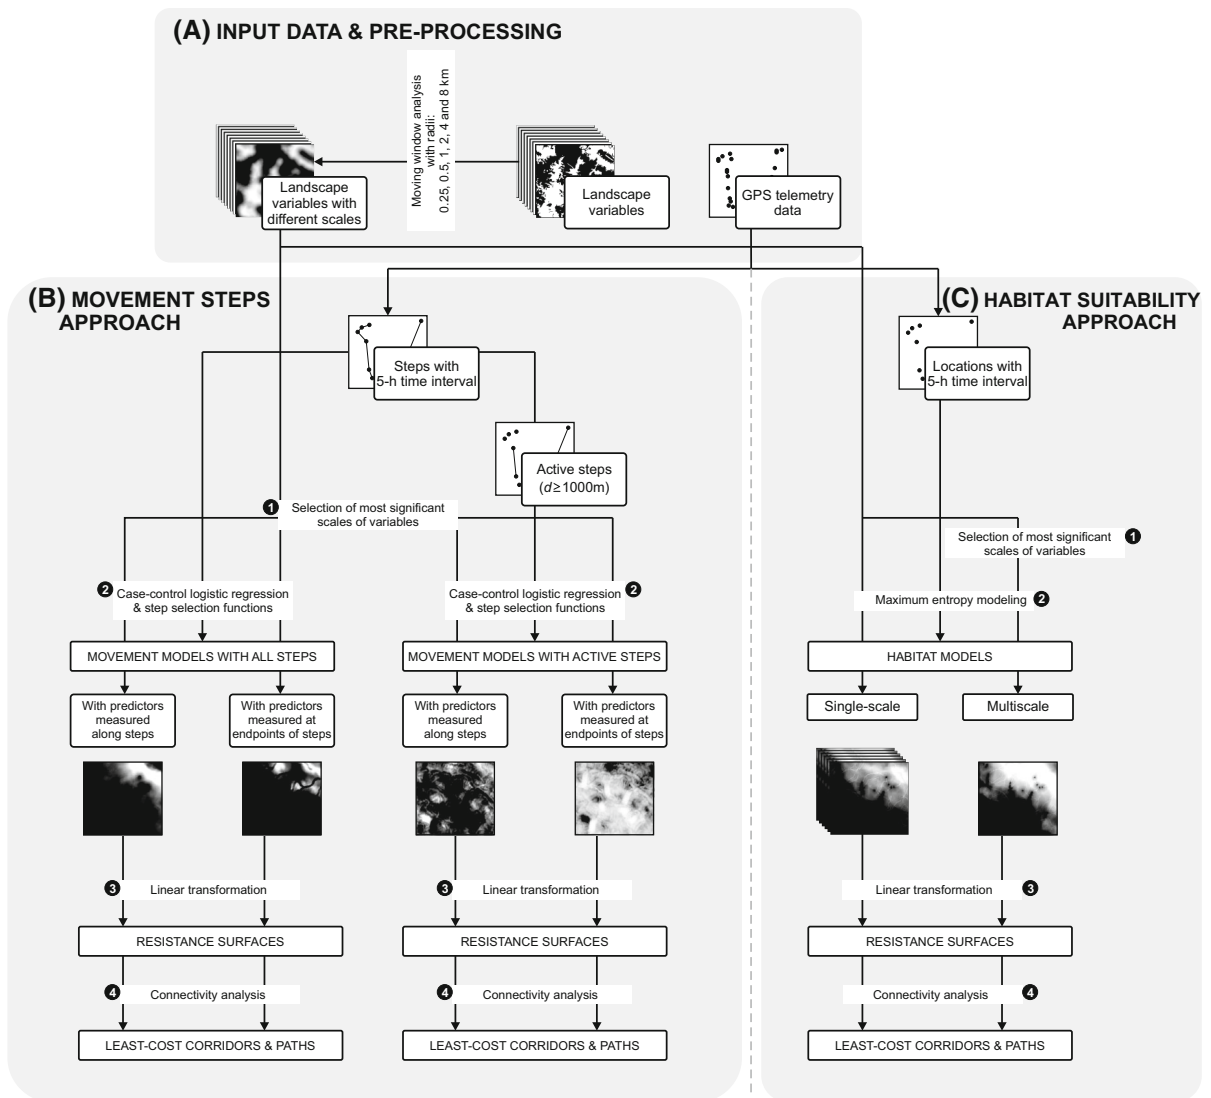 (A) INPUT DATA & PRE-PROCESSING
Moving window analysis
with radii:
0.25, 0.5, 1, 2, 4 and 8 km
Landscape
variables with
different scales
Landscape
variables
GPS telemetry
data
(B) MOVEMENT STEPS
APPROACH
(C) HABITAT SUITABILITY
APPROACH
Steps with
5-h time interval
Locations with
5-h time interval
Active steps
(d≥1000m)
1 Selection of most significant
scales of variables
Selection of most significant 1
scales of variables
2 Case-control logistic regression
& step selection functions
Case-control logistic regression 2
& step selection functions
Maximum entropy modeling 2
MOVEMENT MODELS WITH ALL STEPS
MOVEMENT MODELS WITH ACTIVE STEPS
HABITAT MODELS
With predictors
measured
along steps
With predictors
measured at
endpoints of steps
With predictors
measured
along steps
With predictors
measured at
endpoints of steps
Single-scale
Multiscale
3 Linear transformation
3 Linear transformation
Linear transformation 3
RESISTANCE SURFACES
RESISTANCE SURFACES
RESISTANCE SURFACES
4 Connectivity analysis
4 Connectivity analysis
Connectivity analysis 4
LEAST-COST CORRIDORS & PATHS
LEAST-COST CORRIDORS & PATHS
LEAST-COST CORRIDORS & PATHS